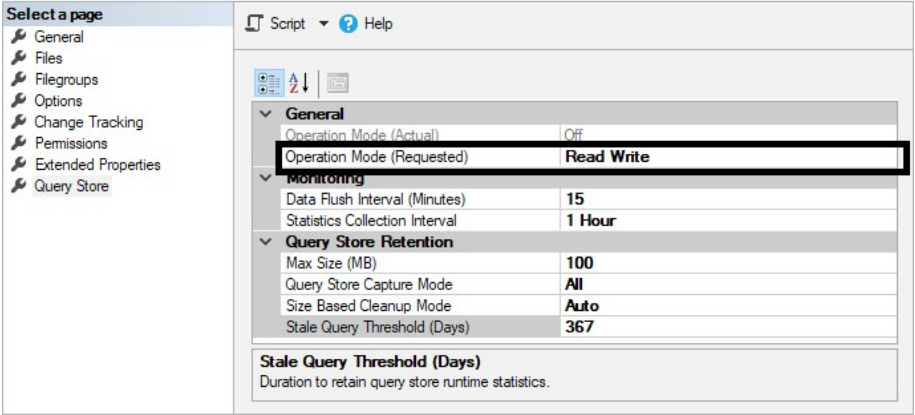 Select a page
General
Files
Filegroups
Options
Change Tracking
Permissions
Extended Properties
Query Store
Script Help
General
Operation Mode (Actual) Off
Operation Mode (Requested) Read Write
Monitoring
Data Flush Interval (Minutes) 15
Statistics Collection Interval 1 Hour
Query Store Retention
Max Size (MB) 100
Query Store Capture Mode All
Size Based Cleanup Mode Auto
Stale Query Threshold (Days) 367
Stale Query Threshold (Days)
Duration to retain query store runtime statistics.